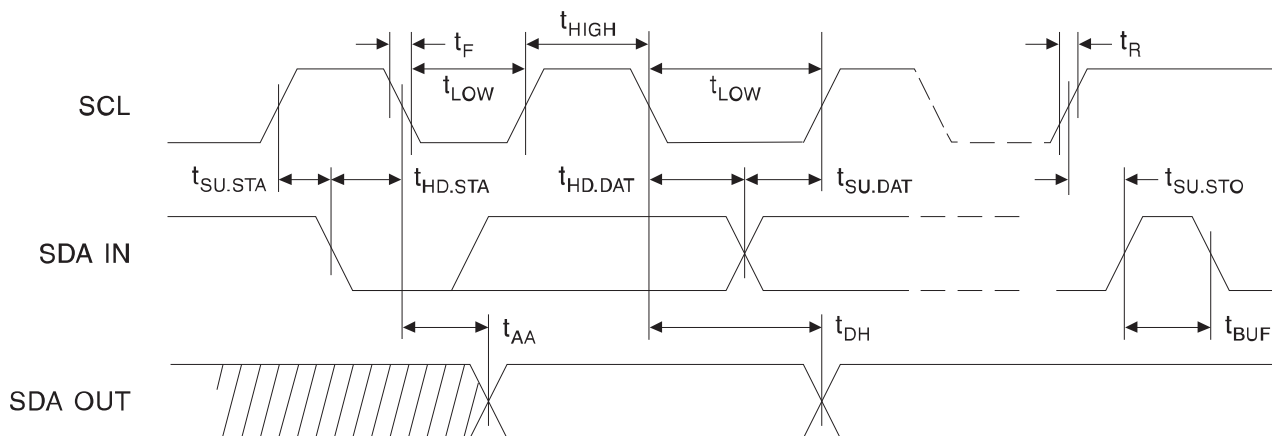 tHIGH
tF
tR
tLOW
tLOW
SCL
tSU.STA
tHD.STA
tHD.DAT
tSU.DAT
tSU.STO
SDA IN
tAA
tDH
tBUF
SDA OUT